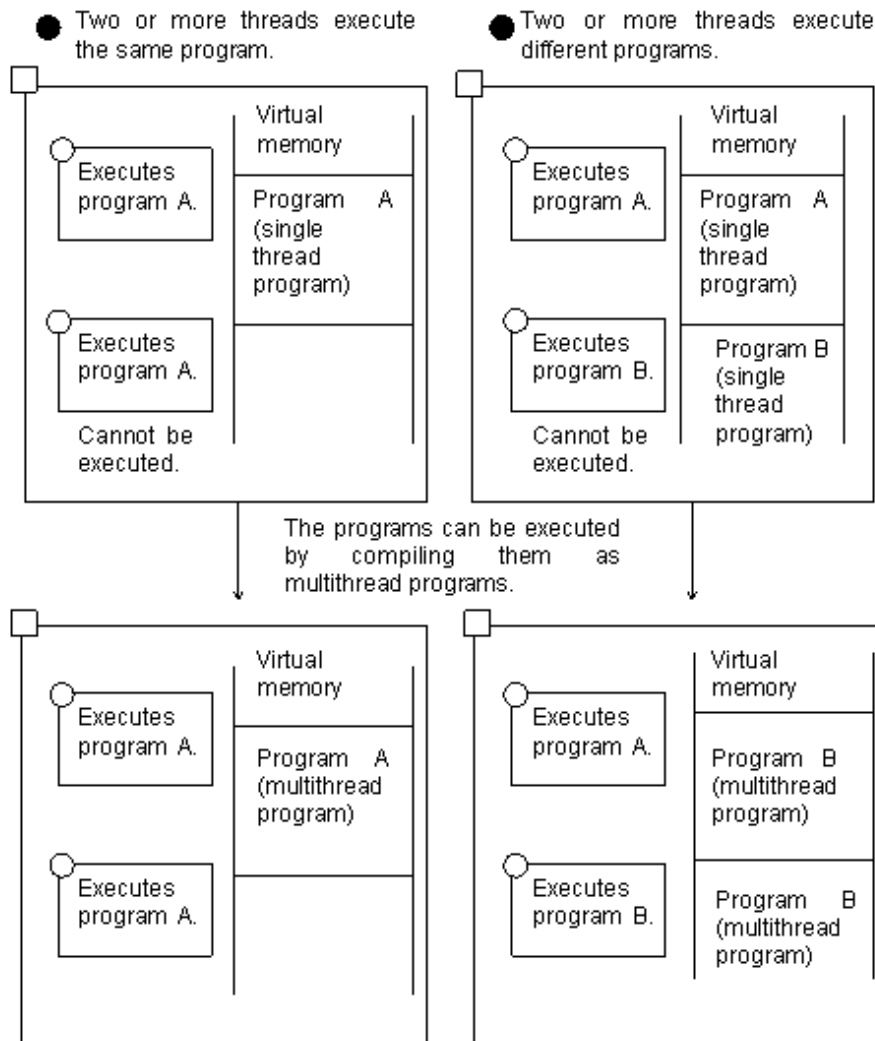 Two or more threads execute
the same program.
Two or more threads execute
different programs.
Virtual
memory
Executes
program A.
Program A
(single
thread
program)
Executes
program A.
Cannot be
executed.
Virtual
memory
Executes
program A.
Program A
(single
thread
program)
Executes
program B.
Program B
(single
thread
program)
Cannot be
executed.
The programs can be executed
by compiling them as
multithread programs.
Virtual
memory
Executes
program A.
Program A
(multithread
program)
Executes
program A.
Virtual
memory
Executes
program A.
Program B
(multithread
program)
Executes
program B.
Program B
(multithread
program)